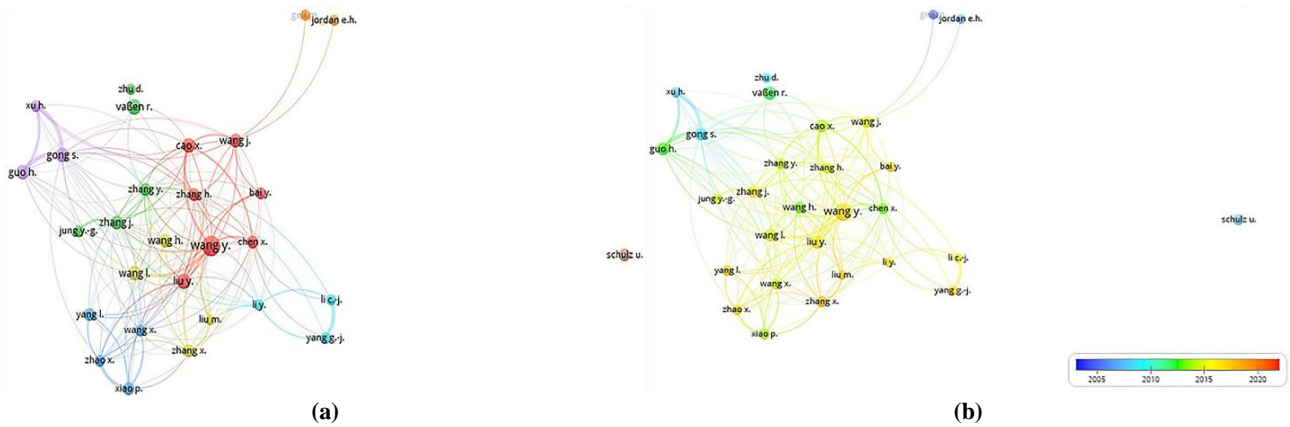 jordan e.h.
zhu d.
vaßen r.
xu h.
gong s.
guo h.
cao x.
wang j.
zhang y.
zhang h.
bai y.
jung y.-g.
zhang j.
wang h.
wang y.
chen x.
wang l.
liu y.
schulz u.
yang l.
wang x.
liu m.
li y.
li c.-j.
yang g.-j.
zhao x.
zhang x.
xiao p.
(a)
jordan e.h.
zhu d.
vaßen r.
xu h.
gong s.
guo h.
cao x.
wang j.
zhang y.
zhang h.
bai y.
jung y.-g.
zhang j.
wang h.
wang y.
chen x.
schulz u.
wang l.
liu y.
yang l.
liu m.
li y.
li c.-j.
yang g.-j.
wang x.
zhao x.
zhang x.
xiao p.
2005 2010 2015 2020
(b)